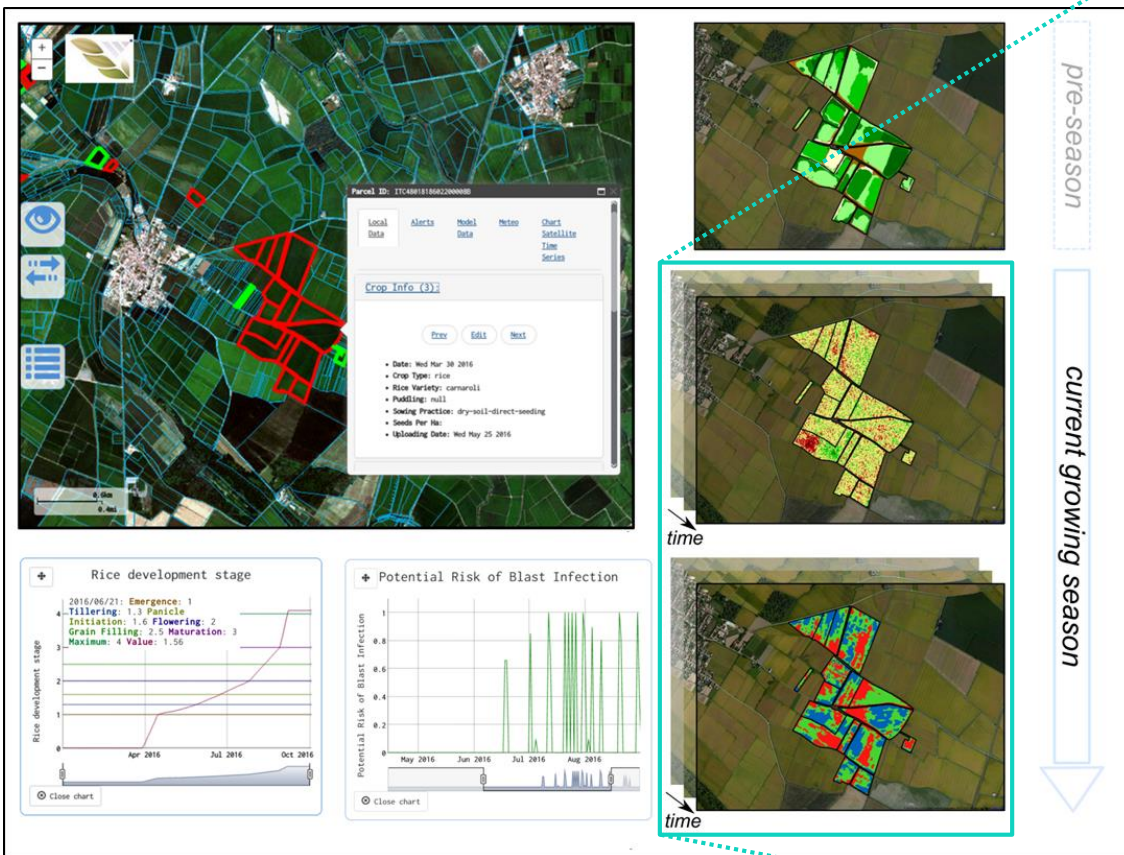 +
−
Parcel ID: ITC4801818602200008B
Local
Data
Alerts
Model
Data
Meteo
Chart
Satellite
Time
Series
Crop Info (3):
Prev
Edit
Next
• Date: Wed Mar 30 2016
• Crop Type: rice
• Rice Variety: carnaroli
• Puddling: null
• Sowing Practice: dry-soil-direct-seeding
• Seeds Per Ha:
• Uploading Date: Wed May 25 2016
0.6km
0.4mi
pre-season
time
current growing season
time
Rice development stage
2016/06/21: Emergence: 1
Tillering: 1.3 Panicle
Initiation: 1.6 Flowering: 2
Grain Filling: 2.5 Maturation: 3
Maximum: 4 Value: 1.56
Rice development stage
4
3
2
1
0
Apr 2016
Jul 2016
Oct 2016
Close chart
Potential Risk of Blast Infection
Potential Risk of Blast Infection
1
0.8
0.6
0.4
0.2
0
May 2016
Jun 2016
Jul 2016
Aug 2016
Close chart